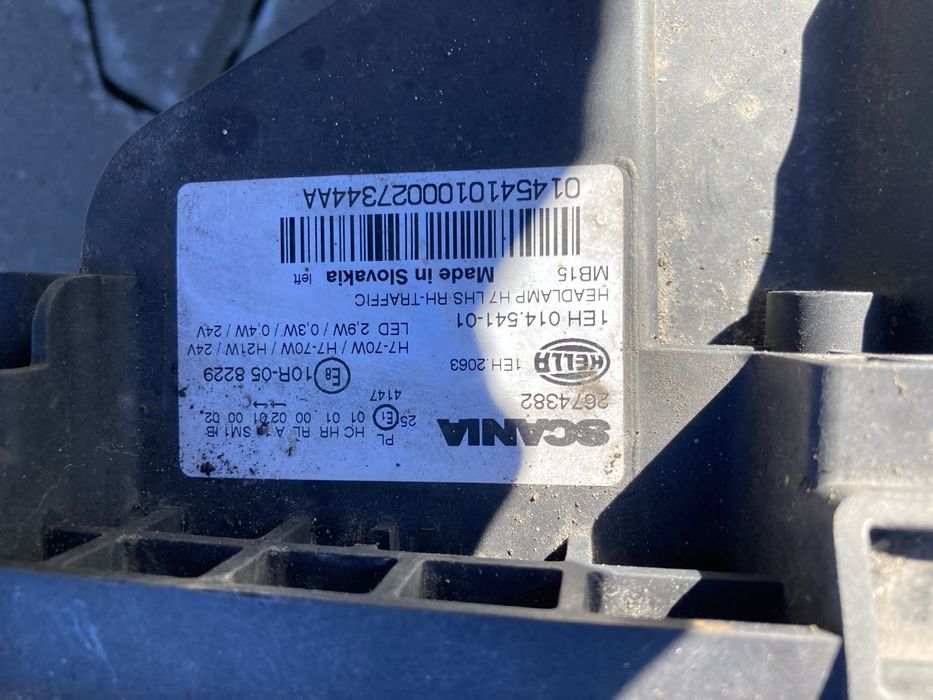 SCANIA
2674382
HELLA 1EH.2063
1EH 014.541-01
HEADLAMP H7 LHS RH-TRAFFIC
MB15 Made in Slovakia left
0145410100027344AA
PL HC HR RL A
SM1 IB
25 E1 01 01 00 02 01 00 02
4147
E8 10R-05 8229
H7-70W / H7-70W / H21W / 24V
LED 2,9W / 0,3W / 0,4W / 24V